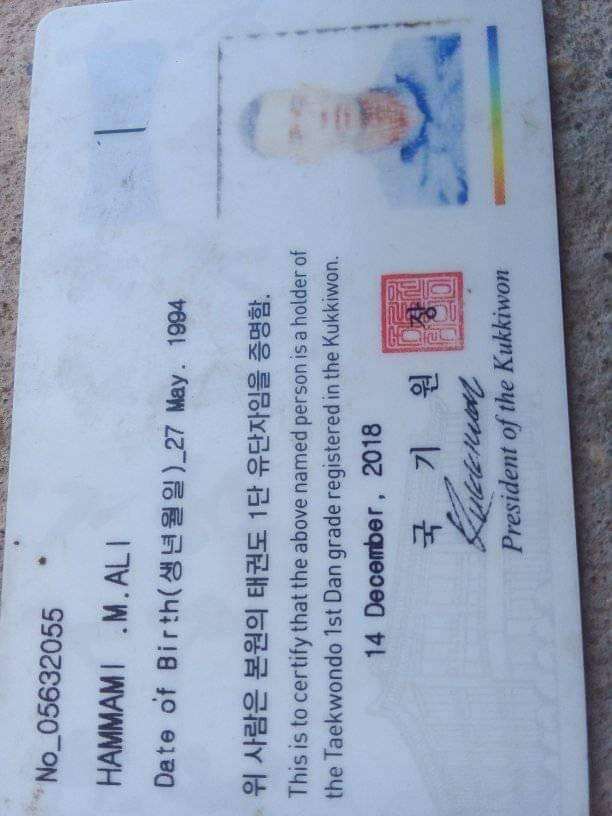 No_05632055
HAMMAMI .M.ALI
Date of Birth(생년월일)_27 May. 1994
위 사람은 본원의 태권도 1단 유단자임을 증명함.
This is to certify that the above named person is a holder of
the Taekwondo 1st Dan grade registered in the Kukkiwon.
14 December, 2018
국 기 원 장
Kukkiwon
President of the Kukkiwon